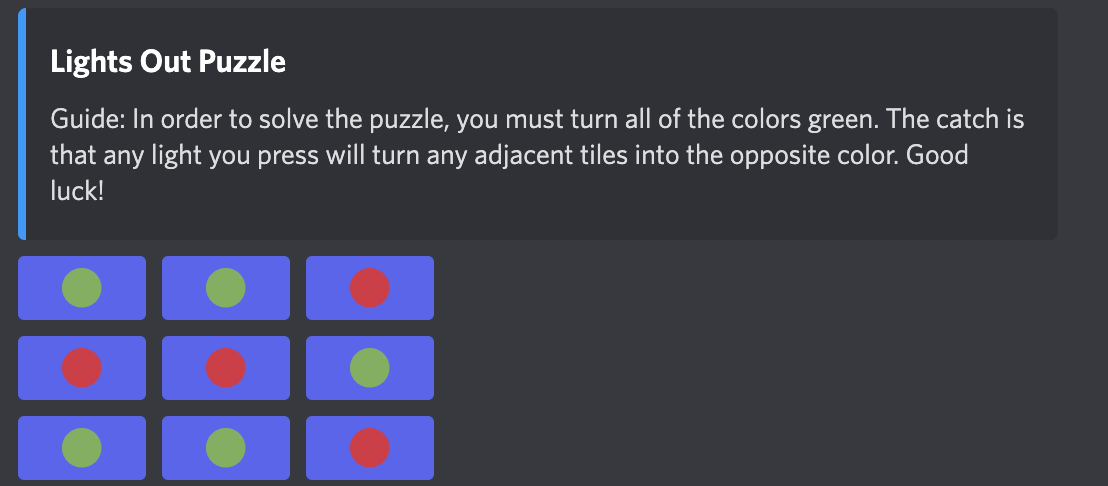 Lights Out Puzzle
Guide: In order to solve the puzzle, you must turn all of the colors green. The catch is
that any light you press will turn any adjacent tiles into the opposite color. Good
luck!